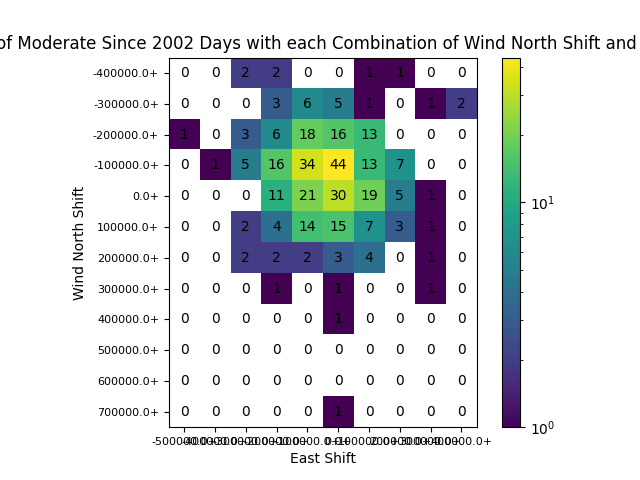 of Moderate Since 2002 Days with each Combination of Wind North Shift and
-400000.0+ 0 0 2 2 0 0 1 1 0 0
-300000.0+ 0 0 0 3 6 5 1 0 1 2
-200000.0+ 1 0 3 6 18 16 13 0 0 0
-100000.0+ 0 1 5 16 34 44 13 7 0 0
0.0+ 0 0 0 11 21 30 19 5 1 0
100000.0+ 0 0 2 4 14 15 7 3 1 0
200000.0+ 0 0 2 2 2 3 4 0 1 0
300000.0+ 0 0 0 1 0 1 0 0 1 0
400000.0+ 0 0 0 0 0 1 0 0 0 0
500000.0+ 0 0 0 0 0 0 0 0 0 0
600000.0+ 0 0 0 0 0 0 0 0 0 0
700000.0+ 0 0 0 0 0 1 0 0 0 0
Wind North Shift
East Shift
10^1
10^0